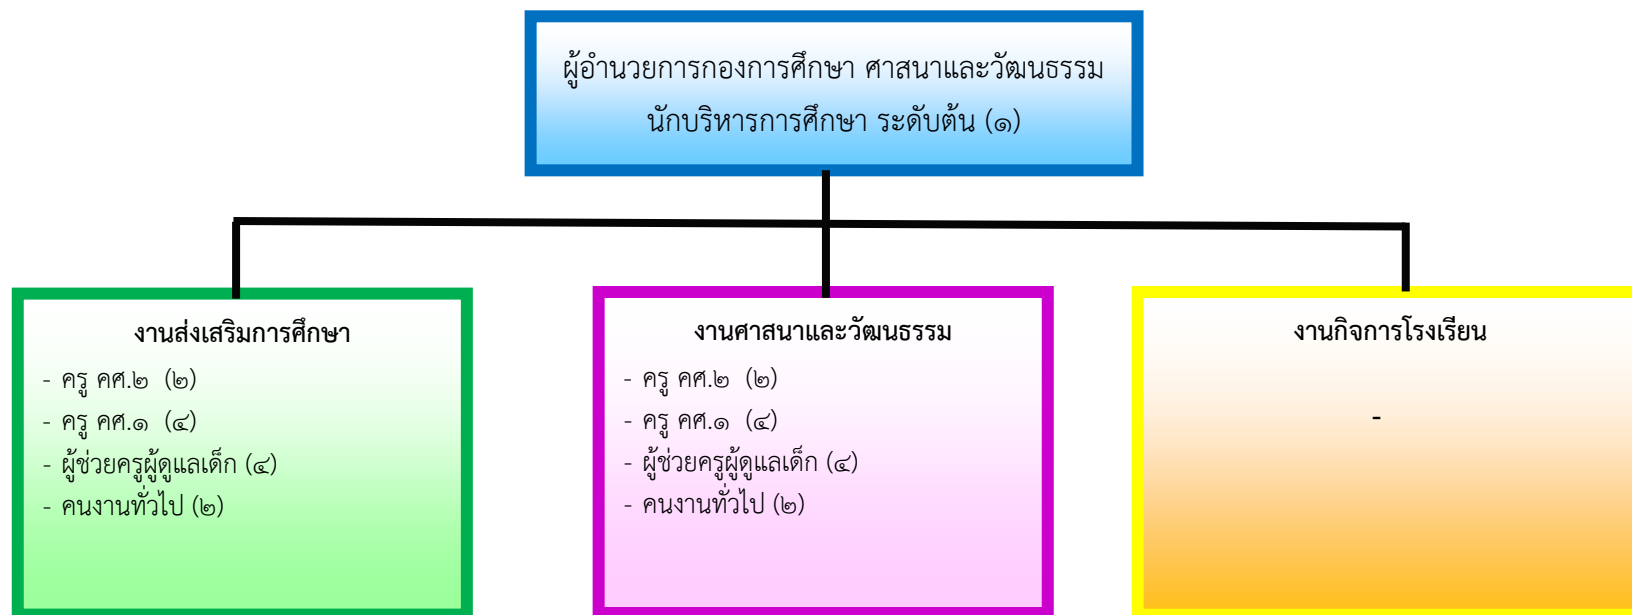 ผู้อำนวยการกองการศึกษา ศาสนาและวัฒนธรรม
นักบริหารการศึกษา ระดับต้น (๑)
งานส่งเสริมการศึกษา
- ครู คศ.๒ (๒)
- ครู คศ.๑ (๔)
- ผู้ช่วยครูผู้ดูแลเด็ก (๔)
- คนงานทั่วไป (๒)
งานศาสนาและวัฒนธรรม
- ครู คศ.๒ (๒)
- ครู คศ.๑ (๔)
- ผู้ช่วยครูผู้ดูแลเด็ก (๔)
- คนงานทั่วไป (๒)
งานกิจการโรงเรียน
-